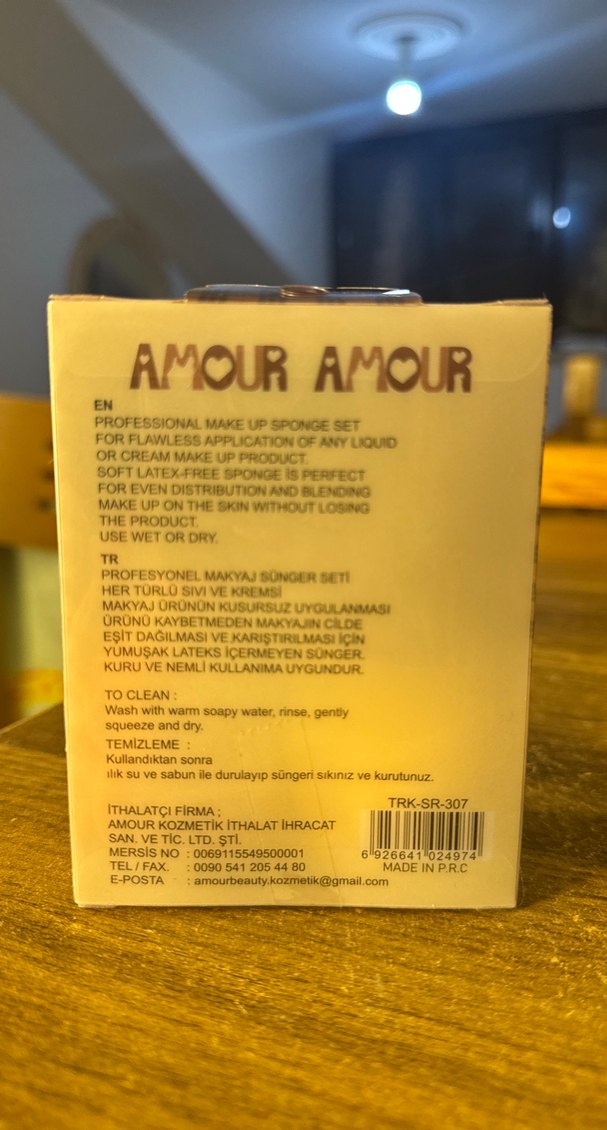 AMOUR AMOUR
EN
PROFESSIONAL MAKE UP SPONGE SET
FOR FLAWLESS APPLICATION OF ANY LIQUID
OR CREAM MAKE UP PRODUCT.
SOFT LATEX-FREE SPONGE İS PERFECT
FOR EVEN DISTRIBUTION AND BLENDING
MAKE UP ON THE SKIN WITHOUT LOSING
THE PRODUCT.
USE WET OR DRY.
TR
PROFESYONEL MAKYAJ SÜNGER SETİ
HER TÜRLÜ SIVI VE KREMSİ
MAKYAJ ÜRÜNÜN KUSURSUZ UYGULANMASI
ÜRÜNÜ KAYBETMEDEN MAKYAJIN CİLDE
EŞİT DAĞILMASI VE KARIŞTIRILMASI İÇİN
YUMUŞAK LATEKS İÇERMEYEN SÜNGER.
KURU VE NEMLİ KULLANIMA UYGUNDUR.
TO CLEAN :
Wash with warm soapy water, rinse, gently
squeeze and dry.
TEMİZLEME :
Kullandıktan sonra
ılık su ve sabun ile durulayıp süngeri sıkınız ve kurutunuz.
İTHALATÇI FİRMA ;
AMOUR KOZMETİK İTHALAT İHRACAT
SAN. VE TİC. LTD. ŞTİ.
MERSİS NO : 0069115549500001
TEL / FAX. : 0090 541 205 44 80
E-POSTA : amourbeauty.kozmetik@gmail.com
TRK-SR-307
6 926641 024974
MADE IN P.R.C